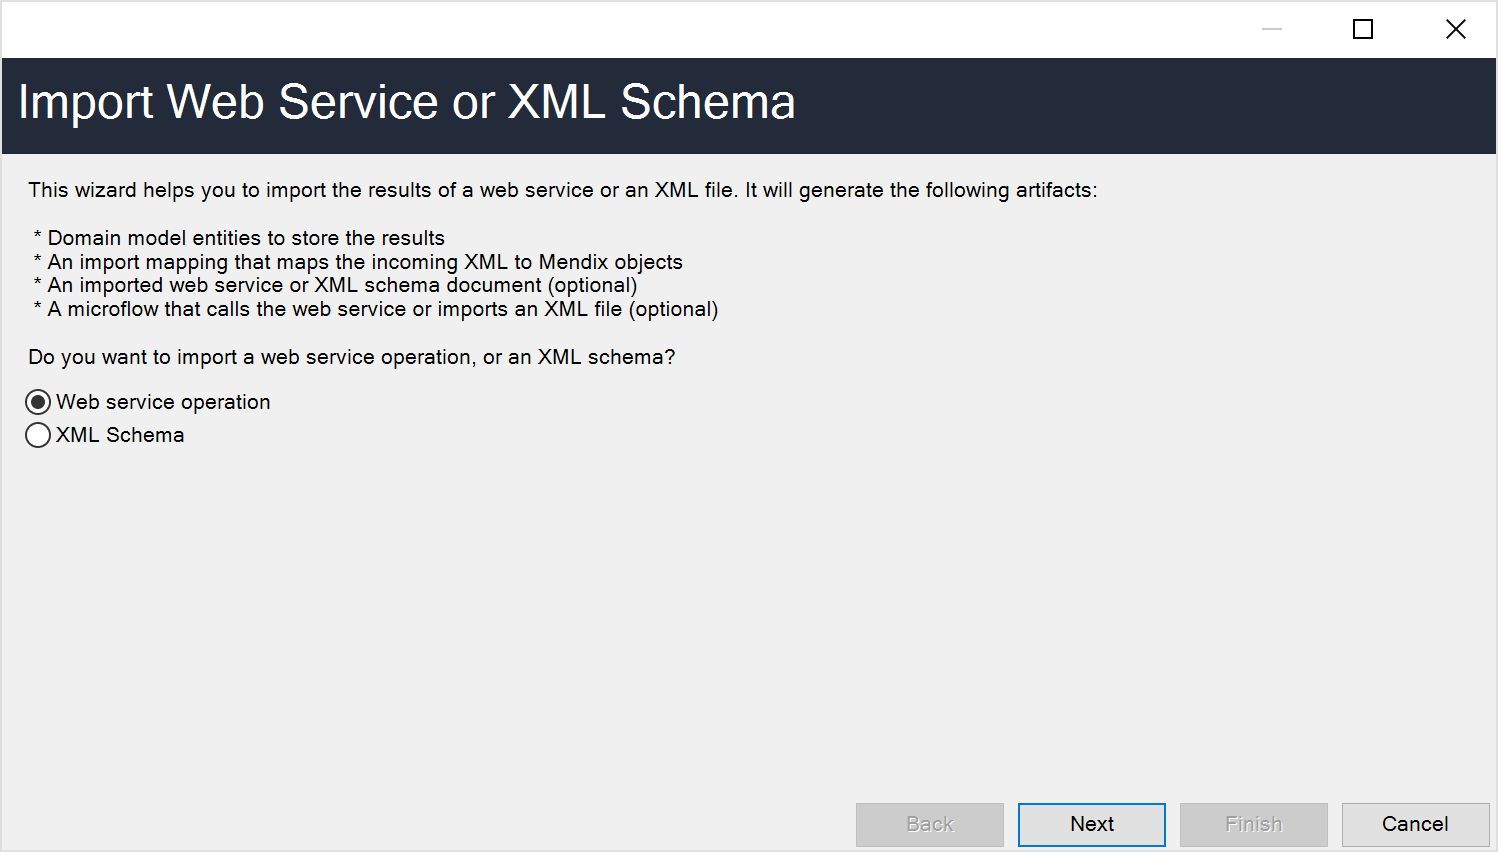 Import Web Service or XML Schema
This wizard helps you to import the results of a web service or an XML file. It will generate the following artifacts:
* Domain model entities to store the results
* An import mapping that maps the incoming XML to Mendix objects
* An imported web service or XML schema document (optional)
* A microflow that calls the web service or imports an XML file (optional)
Do you want to import a web service operation, or an XML schema?
Web service operation
XML Schema
Back Next Finish Cancel